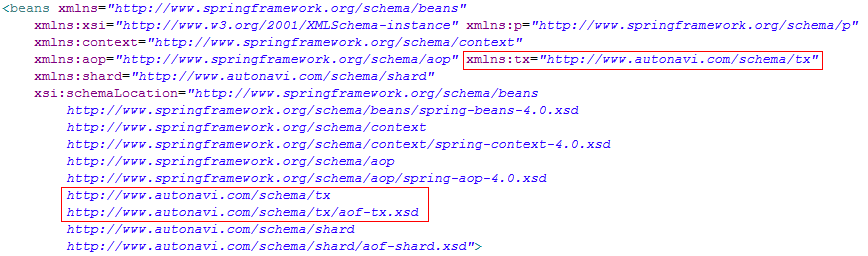 <beans xmlns="http://www.springframework.org/schema/beans"
xmlns:xsi="http://www.w3.org/2001/XMLSchema-instance" xmlns:p="http://www.springframework.org/schema/p"
xmlns:context="http://www.springframework.org/schema/context"
xmlns:aop="http://www.springframework.org/schema/aop" xmlns:tx="http://www.autonavi.com/schema/tx"
xmlns:shard="http://www.autonavi.com/schema/shard"
xsi:schemaLocation="http://www.springframework.org/schema/beans
http://www.springframework.org/schema/beans/spring-beans-4.0.xsd
http://www.springframework.org/schema/context
http://www.springframework.org/schema/context/spring-context-4.0.xsd
http://www.springframework.org/schema/aop
http://www.springframework.org/schema/aop/spring-aop-4.0.xsd
http://www.autonavi.com/schema/tx
http://www.autonavi.com/schema/tx/aof-tx.xsd
http://www.autonavi.com/schema/shard
http://www.autonavi.com/schema/shard/aof-shard.xsd">